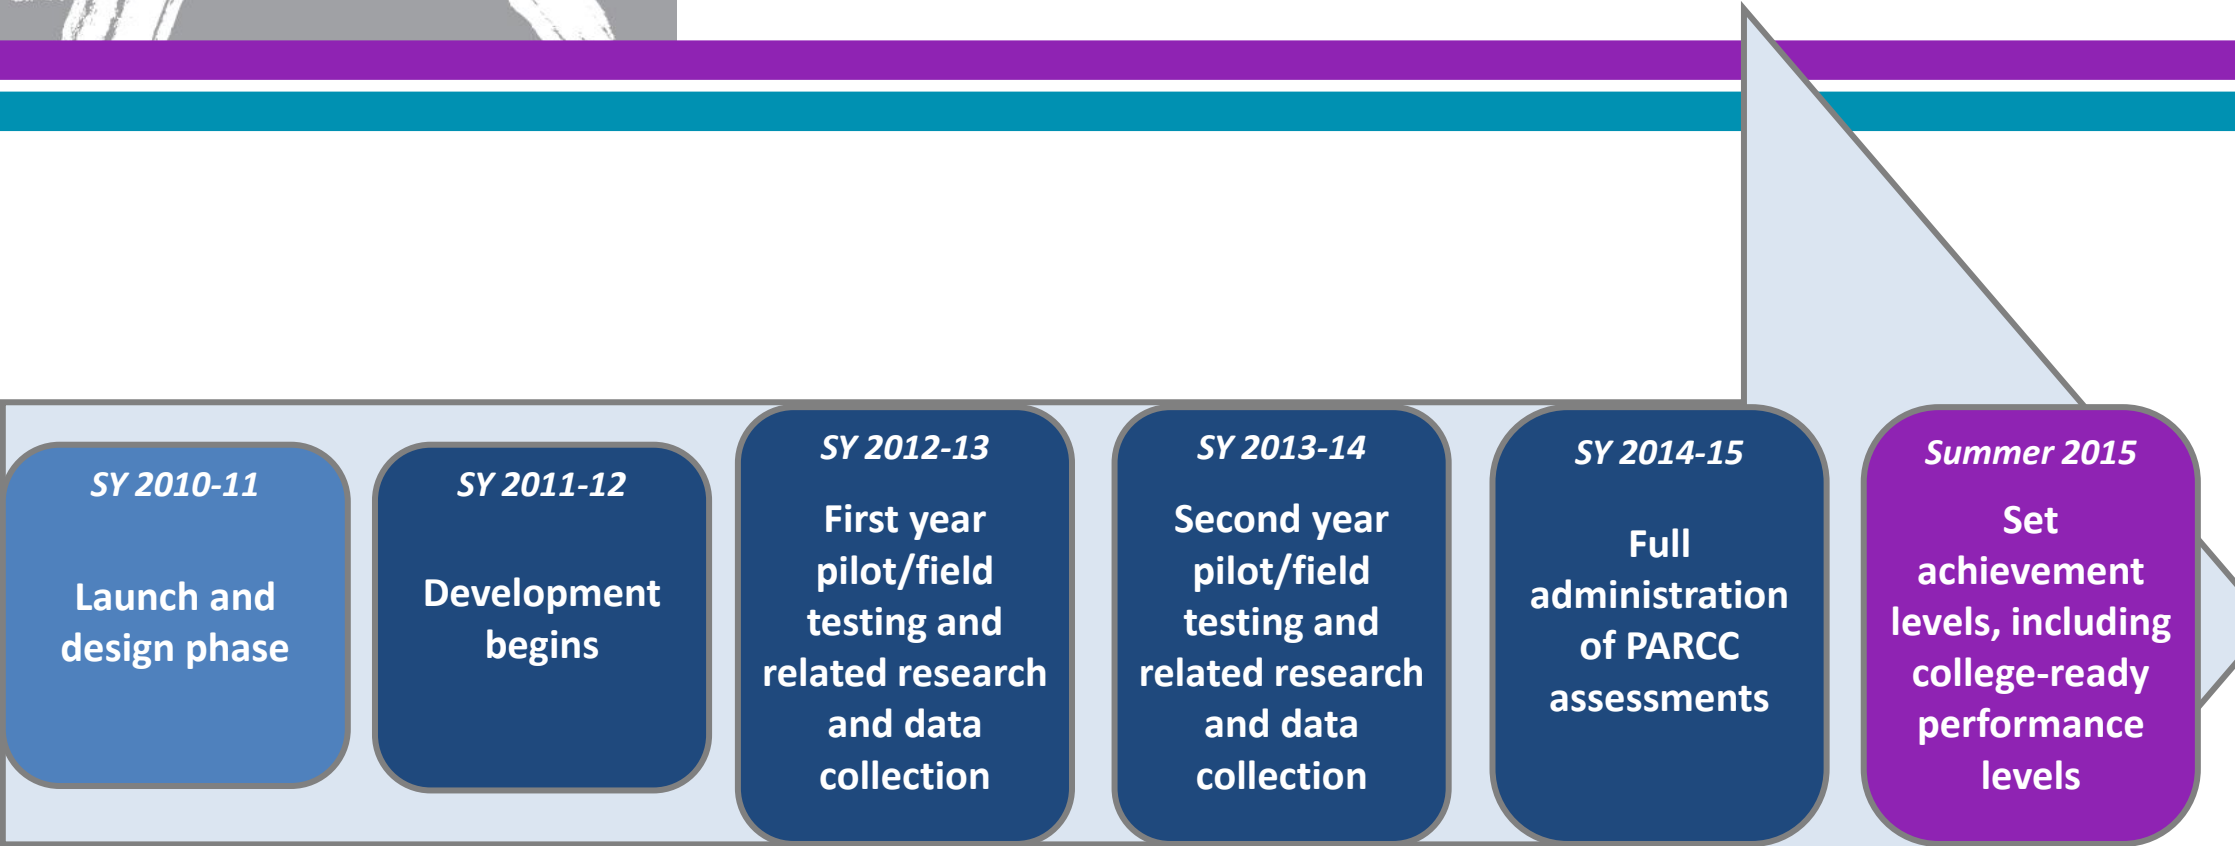 SY 2010-11
Launch and
design phase
SY 2011-12
Development
begins
SY 2012-13
First year
pilot/field
testing and
related research
and data
collection
SY 2013-14
Second year
pilot/field
testing and
related research
and data
collection
SY 2014-15
Full
administration
of PARCC
assessments
Summer 2015
Set
achievement
levels, including
college-ready
performance
levels